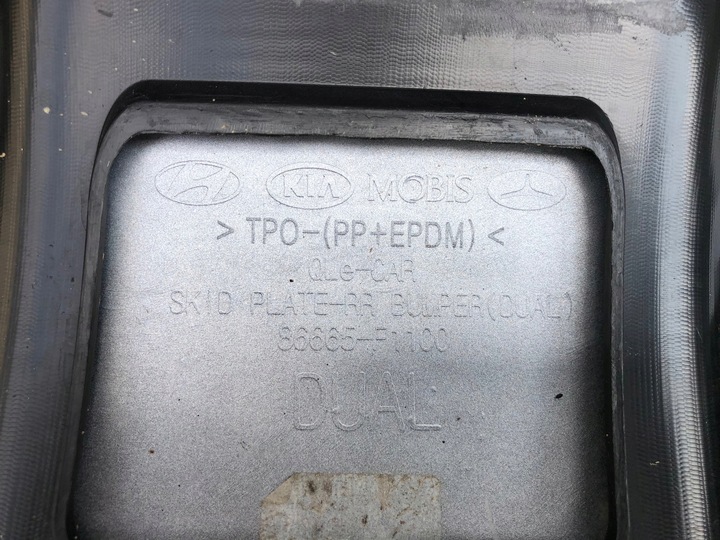 KIA MOBIS
> TPO-(PP+EPDM) <
QLe-CAR
SKID PLATE-RR BUMPER(DUAL)
86665-F1100
DUAL